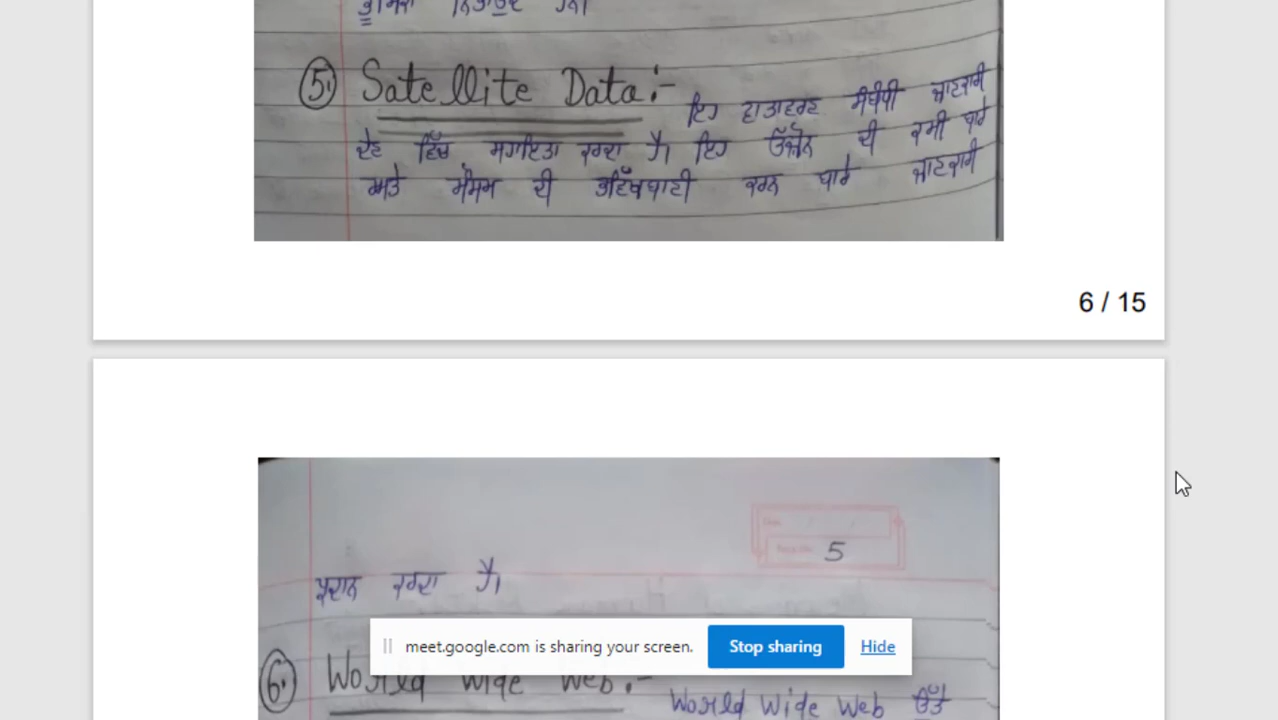 ⑤ Satellite Data:- ਇਹ ਵਾਤਾਵਰਣ ਸੰਬੰਧੀ ਜਾਣਕਾਰੀ
ਦੇਣ ਵਿੱਚ ਸਹਾਇਤਾ ਕਰਦਾ ਹੈ। ਇਹ ਓਜ਼ੋਨ ਦੀ ਕਮੀ ਬਾਰੇ
ਅਤੇ ਮੌਸਮ ਦੀ ਭਵਿੱਖਬਾਣੀ ਕਰਨ ਬਾਰੇ ਜਾਣਕਾਰੀ
6 / 15
5
ਪ੍ਰਦਾਨ ਕਰਦਾ ਹੈ।
meet.google.com is sharing your screen. Stop sharing Hide
⑥ World Wide Web:- World Wide Web ਉੱਤੇ